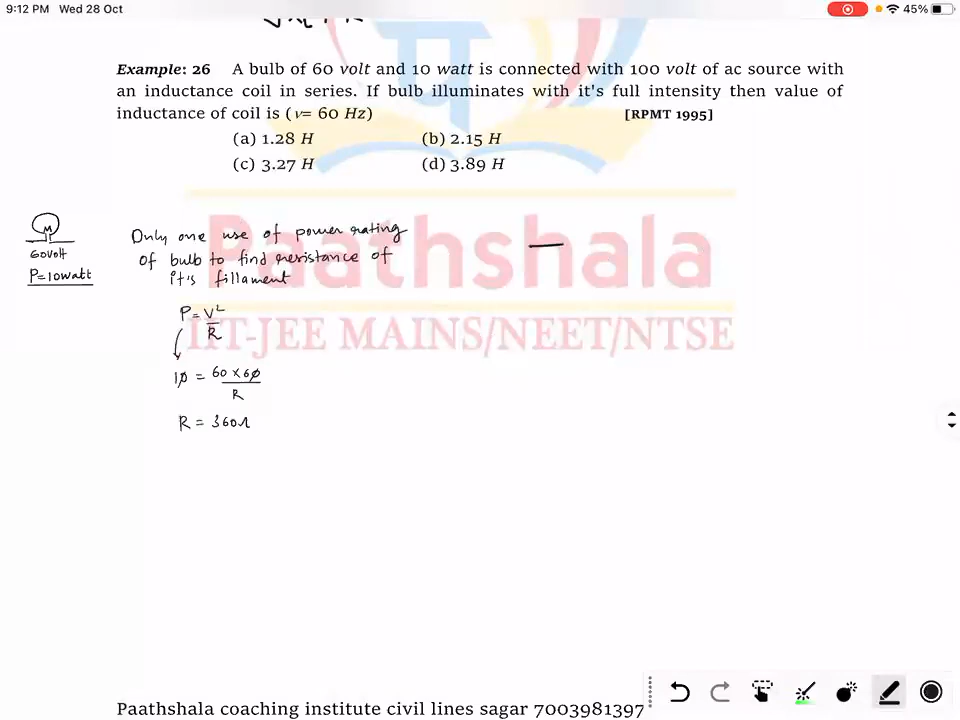 9:12 PM Wed 28 Oct
45%
Example: 26 A bulb of 60 volt and 10 watt is connected with 100 volt of ac source with
an inductance coil in series. If bulb illuminates with it's full intensity then value of
inductance of coil is (ν= 60 Hz) [RPMT 1995]
(a) 1.28 H (b) 2.15 H
(c) 3.27 H (d) 3.89 H
60volt
P=10watt
Only one use of power rating
of bulb to find resistance of
it's fillament
P = V²/R
10 = 60 × 60/R
R = 360Ω
प
Paathshala
IIT-JEE MAINS/NEET/NTSE
Paathshala coaching institute civil lines sagar 7003981397